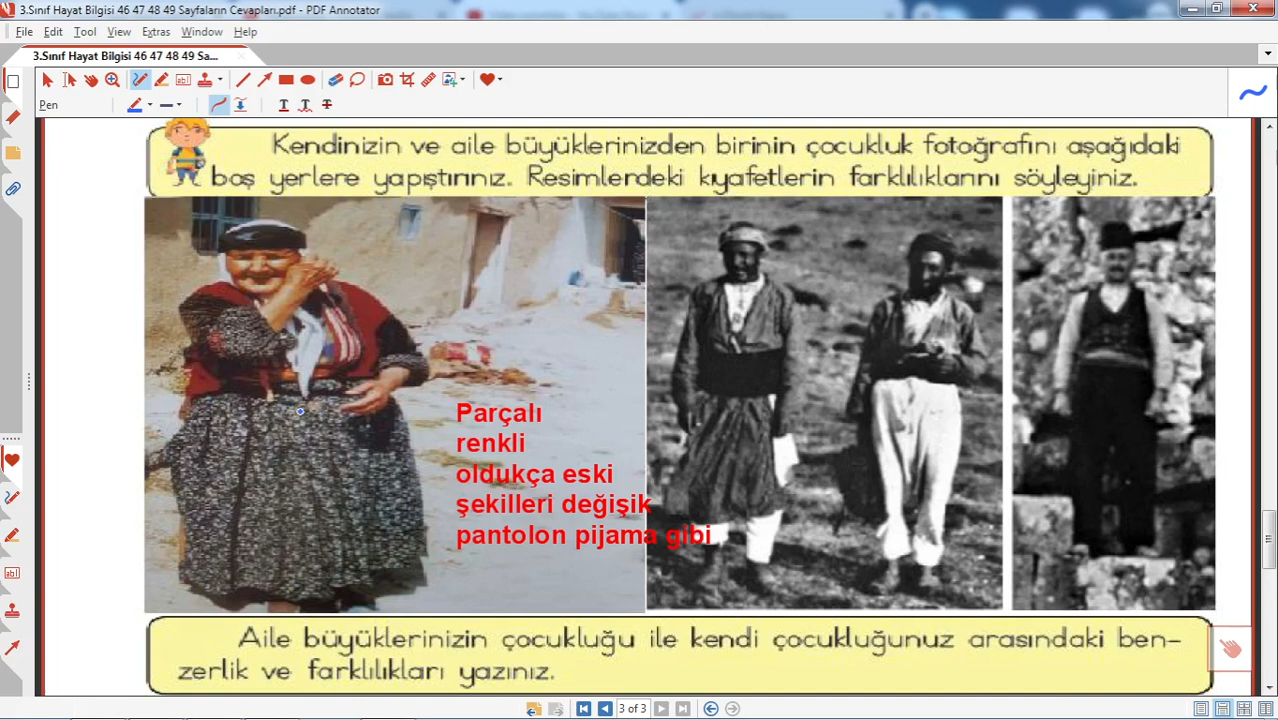 3.Sınıf Hayat Bilgisi 46 47 48 49 Sayfaların Cevapları.pdf - PDF Annotator
File Edit Tool View Extras Window Help
3.Sınıf Hayat Bilgisi 46 47 48 49 Sa...
Pen
Kendinizin ve aile büyüklerinizden birinin çocukluk fotoğrafını aşağıdaki
boş yerlere yapıştırınız. Resimlerdeki kıyafetlerin farklılıklarını söyleyiniz.
Parçalı
renkli
oldukça eski
şekilleri değişik
pantolon pijama gibi
Aile büyüklerinizin çocukluğu ile kendi çocukluğunuz arasındaki ben-
zerlik ve farklılıkları yazınız.
3 of 3